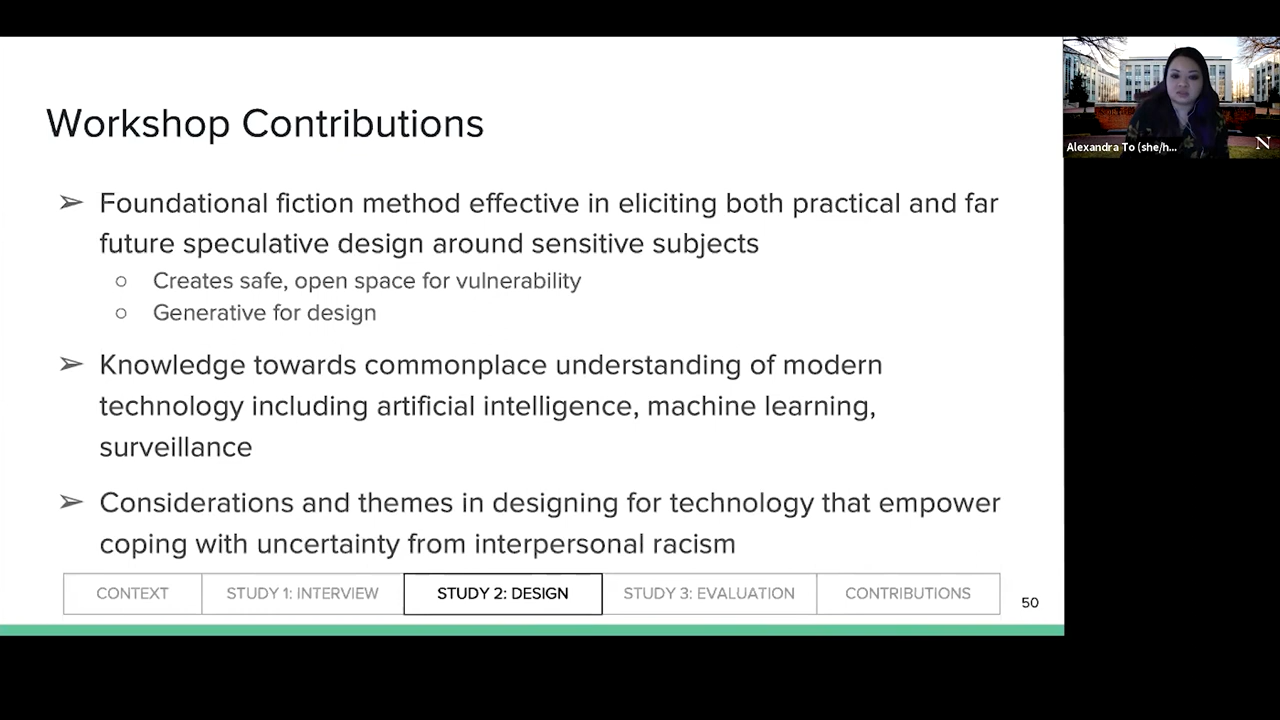 Workshop Contributions
➢ Foundational fiction method effective in eliciting both practical and far
future speculative design around sensitive subjects
○ Creates safe, open space for vulnerability
○ Generative for design
➢ Knowledge towards commonplace understanding of modern
technology including artificial intelligence, machine learning,
surveillance
➢ Considerations and themes in designing for technology that empower
coping with uncertainty from interpersonal racism
CONTEXT
STUDY 1: INTERVIEW
STUDY 2: DESIGN
STUDY 3: EVALUATION
CONTRIBUTIONS
50
Alexandra To (she/h...
N